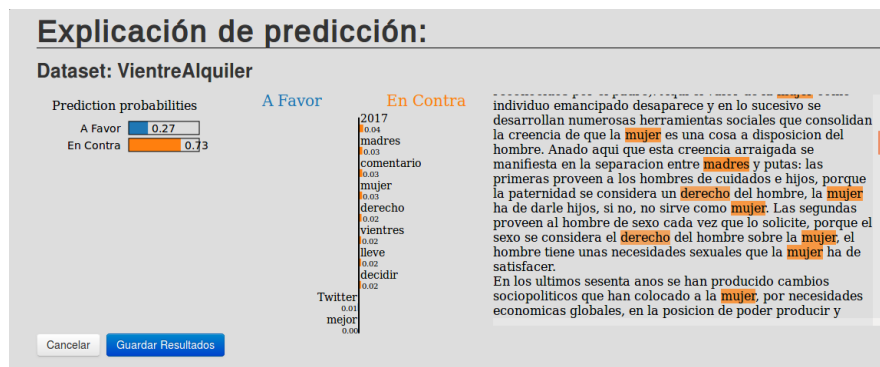 Explicación de predicción:
Dataset: VientreAlquiler
Prediction probabilities
A Favor 0.27
En Contra 0.73
A Favor En Contra
2017
0.04
madres
0.03
comentario
0.03
mujer
0.03
derecho
0.02
vientres
0.02
lleve
0.02
decidir
0.02
Twitter
0.01
mejor
0.00
individuo emancipado desaparece y en lo sucesivo se
desarrollan numerosas herramientas sociales que consolidan
la creencia de que la mujer es una cosa a disposicion del
hombre. Anado aqui que esta creencia arraigada se
manifiesta en la separacion entre madres y putas: las
primeras proveen a los hombres de cuidados e hijos, porque
la paternidad se considera un derecho del hombre, la mujer
ha de darle hijos, si no, no sirve como mujer. Las segundas
proveen al hombre de sexo cada vez que lo solicite, porque el
sexo se considera el derecho del hombre sobre la mujer, el
hombre tiene unas necesidades sexuales que la mujer ha de
satisfacer.
En los ultimos sesenta anos se han producido cambios
sociopoliticos que han colocado a la mujer, por necesidades
economicas globales, en la posicion de poder producir y
Cancelar Guardar Resultados